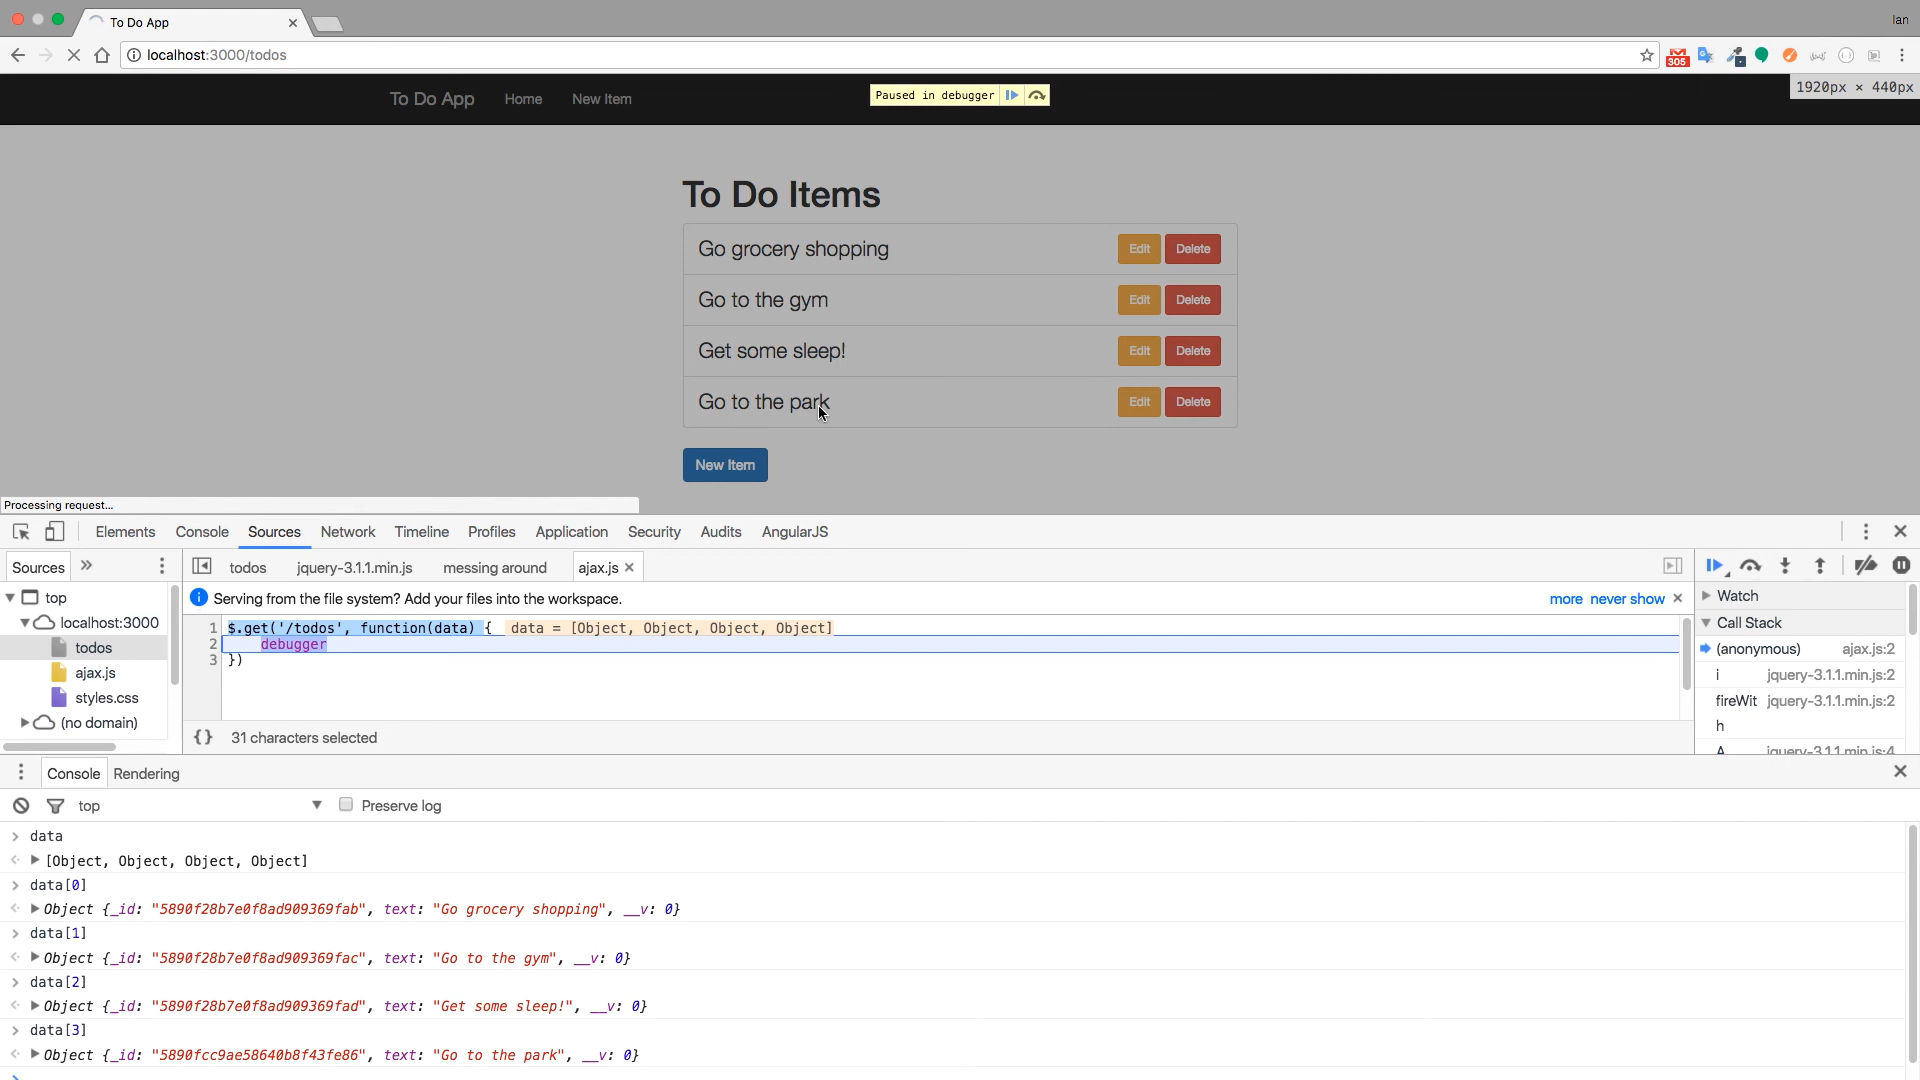 To Do App
Ian
localhost:3000/todos
305
To Do App Home New Item
Paused in debugger
1920px × 440px
To Do Items
Go grocery shopping Edit Delete
Go to the gym Edit Delete
Get some sleep! Edit Delete
Go to the park Edit Delete
New Item
Processing request...
Elements Console Sources Network Timeline Profiles Application Security Audits AngularJS
Sources » todos jquery-3.1.1.min.js messing around ajax.js
top
localhost:3000
todos
ajax.js
styles.css
(no domain)
Serving from the file system? Add your files into the workspace. more never show
1 $.get('/todos', function(data) { data = [Object, Object, Object, Object]
2 debugger
3 })
{} 31 characters selected
Watch
Call Stack
(anonymous) ajax.js:2
i jquery-3.1.1.min.js:2
fireWit jquery-3.1.1.min.js:2
h
A jquery-3.1.1.min.js:4
Console Rendering
top Preserve log
> data
[Object, Object, Object, Object]
> data[0]
Object {_id: "5890f28b7e0f8ad909369fab", text: "Go grocery shopping", __v: 0}
> data[1]
Object {_id: "5890f28b7e0f8ad909369fac", text: "Go to the gym", __v: 0}
> data[2]
Object {_id: "5890f28b7e0f8ad909369fad", text: "Get some sleep!", __v: 0}
> data[3]
Object {_id: "5890fcc9ae58640b8f43fe86", text: "Go to the park", __v: 0}